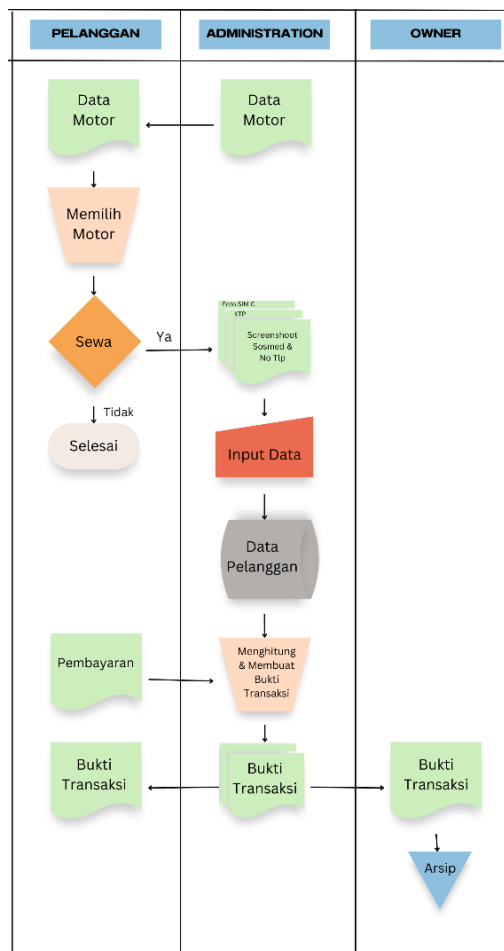 PELANGGAN
ADMINISTRATION
OWNER
Data
Motor
Data
Motor
Memilih
Motor
Sewa
Ya
Foto SIM C
KTP
Screenshoot
Sosmed &
No Tlp
Tidak
Selesai
Input Data
Data
Pelanggan
Pembayaran
Menghitung
& Membuat
Bukti
Transaksi
Bukti
Transaksi
Bukti
Transaksi
Bukti
Transaksi
Arsip